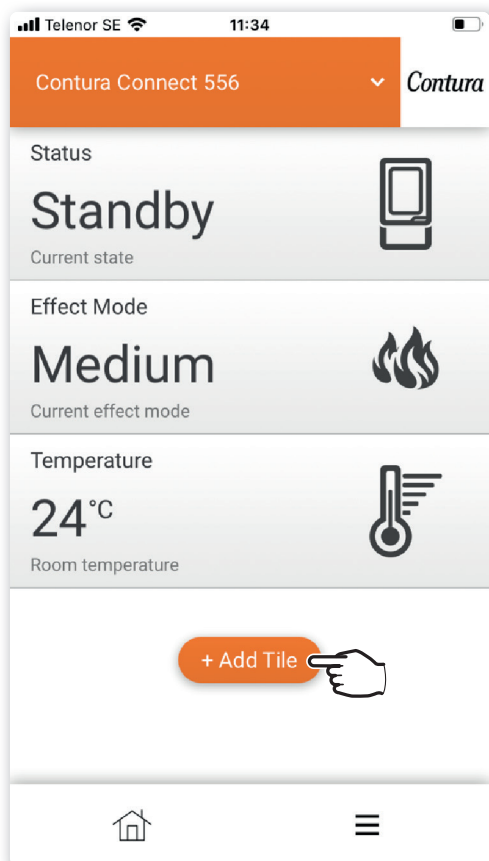 Telenor SE 11:34
Contura Connect 556 Contura
Status
Standby
Current state
Effect Mode
Medium
Current effect mode
Temperature
24°C
Room temperature
+ Add Tile